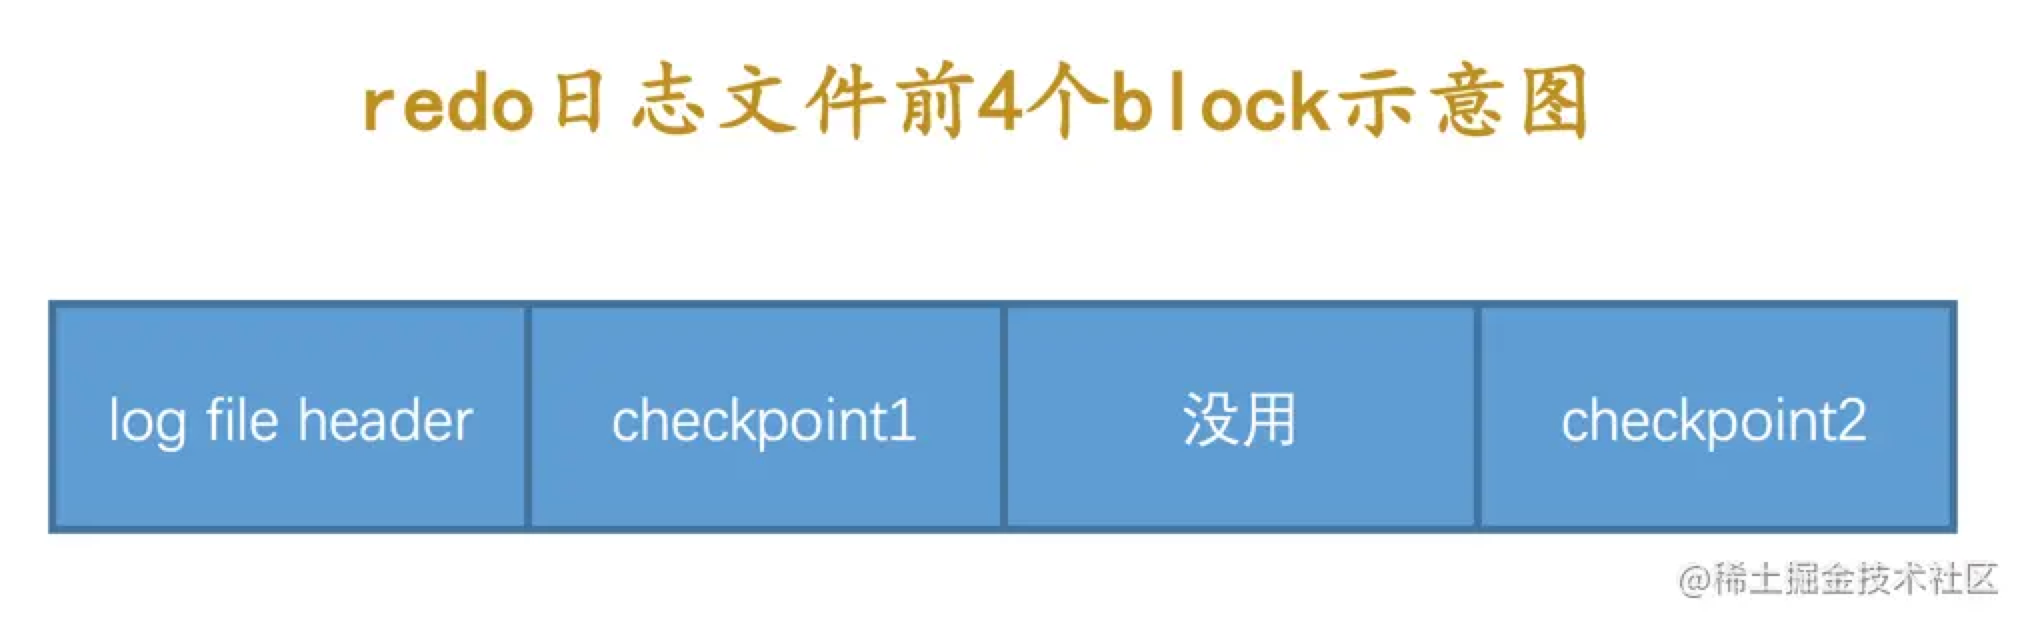 redo日志文件前4个block示意图
log file header checkpoint1 没用 checkpoint2
@稀土掘金技术社区